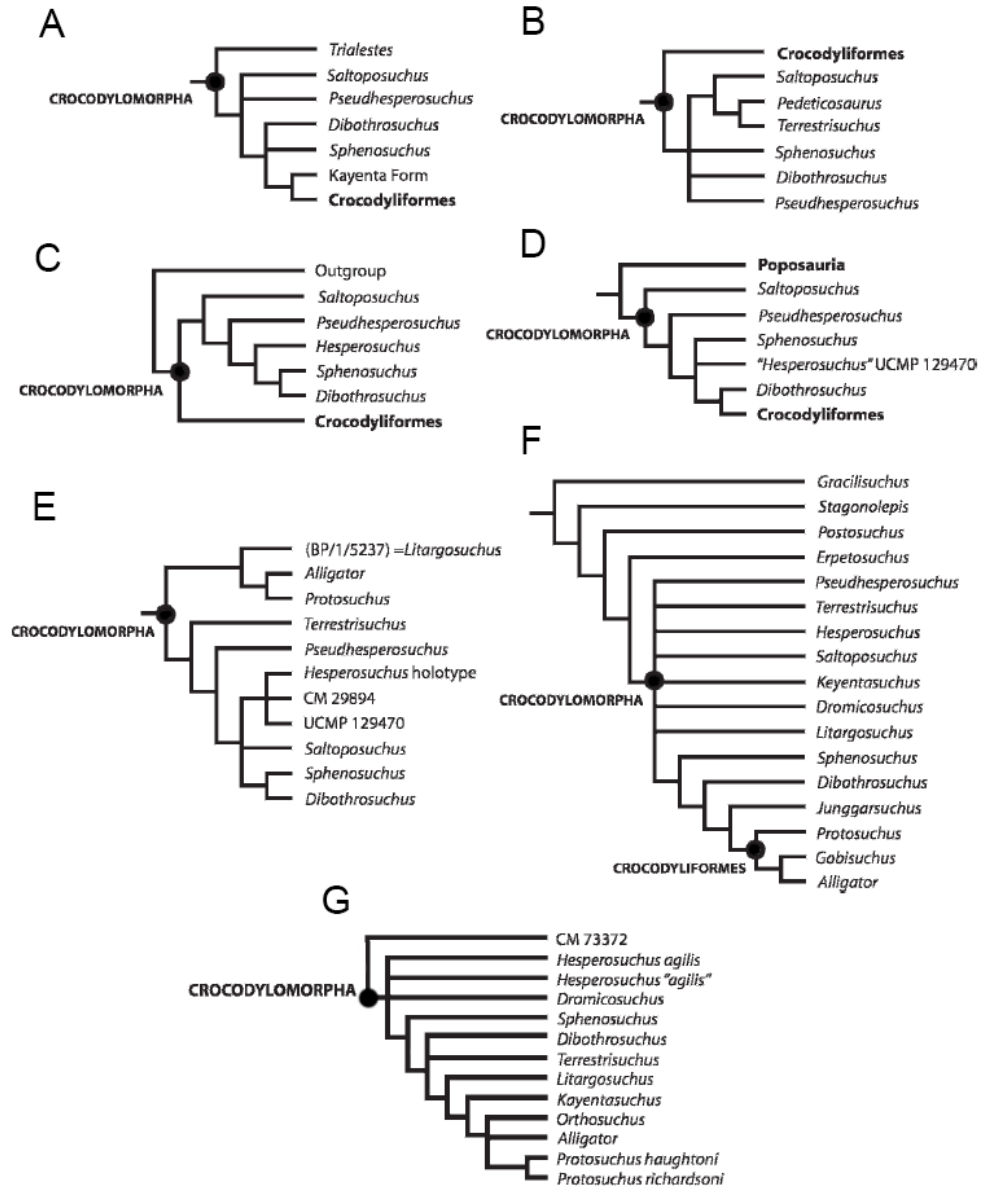 A
Trialestes
Saltoposuchus
CROCODYLOMORPHA
Pseudhesperosuchus
Dibothrosuchus
Sphenosuchus
Kayenta Form
Crocodyliformes
B
Crocodyliformes
Saltoposuchus
Pedeticosaurus
CROCODYLOMORPHA
Terrestrisuchus
Sphenosuchus
Dibothrosuchus
Pseudhesperosuchus
C
Outgroup
Saltoposuchus
Pseudhesperosuchus
Hesperosuchus
Sphenosuchus
CROCODYLOMORPHA
Dibothrosuchus
Crocodyliformes
D
Poposauria
Saltoposuchus
Pseudhesperosuchus
CROCODYLOMORPHA
Sphenosuchus
"Hesperosuchus" UCMP 129470
Dibothrosuchus
Crocodyliformes
E
(BP/1/5237) =Litargosuchus
Alligator
Protosuchus
Terrestrisuchus
CROCODYLOMORPHA
Pseudhesperosuchus
Hesperosuchus holotype
CM 29894
UCMP 129470
Saltoposuchus
Sphenosuchus
Dibothrosuchus
F
Gracilisuchus
Stagonolepis
Postosuchus
Erpetosuchus
Pseudhesperosuchus
Terrestrisuchus
Hesperosuchus
Saltoposuchus
Keyentasuchus
CROCODYLOMORPHA
Dromicosuchus
Litargosuchus
Sphenosuchus
Dibothrosuchus
Junggarsuchus
Protosuchus
Gobisuchus
CROCODYLIFORMES
Alligator
G
CM 73372
Hesperosuchus agilis
Hesperosuchus "agilis"
CROCODYLOMORPHA
Dromicosuchus
Sphenosuchus
Dibothrosuchus
Terrestrisuchus
Litargosuchus
Kayentasuchus
Orthosuchus
Alligator
Protosuchus haughtoni
Protosuchus richardsoni